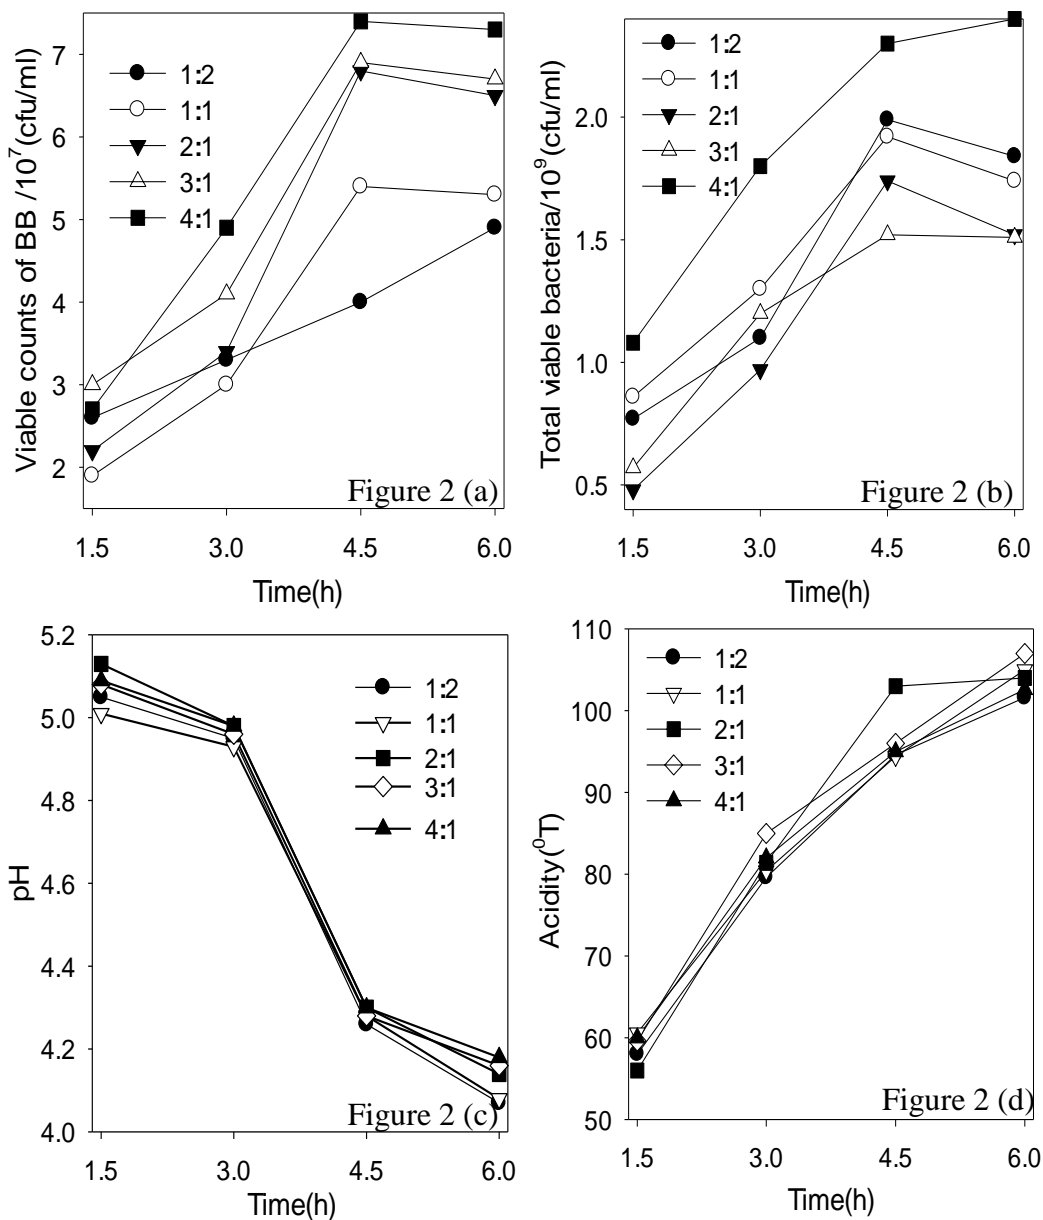 Viable counts of BB /10⁷(cfu/ml)
7
6
5
4
3
2
1:2
1:1
2:1
3:1
4:1
Figure 2 (a)
1.5 3.0 4.5 6.0
Time(h)
Total viable bacteria/10⁹(cfu/ml)
2.0
1.5
1.0
0.5
1:2
1:1
2:1
3:1
4:1
Figure 2 (b)
1.5 3.0 4.5 6.0
Time(h)
pH
5.2
5.0
4.8
4.6
4.4
4.2
4.0
1:2
1:1
2:1
3:1
4:1
Figure 2 (c)
1.5 3.0 4.5 6.0
Time(h)
Acidity(⁰T)
110
100
90
80
70
60
50
1:2
1:1
2:1
3:1
4:1
Figure 2 (d)
1.5 3.0 4.5 6.0
Time(h)